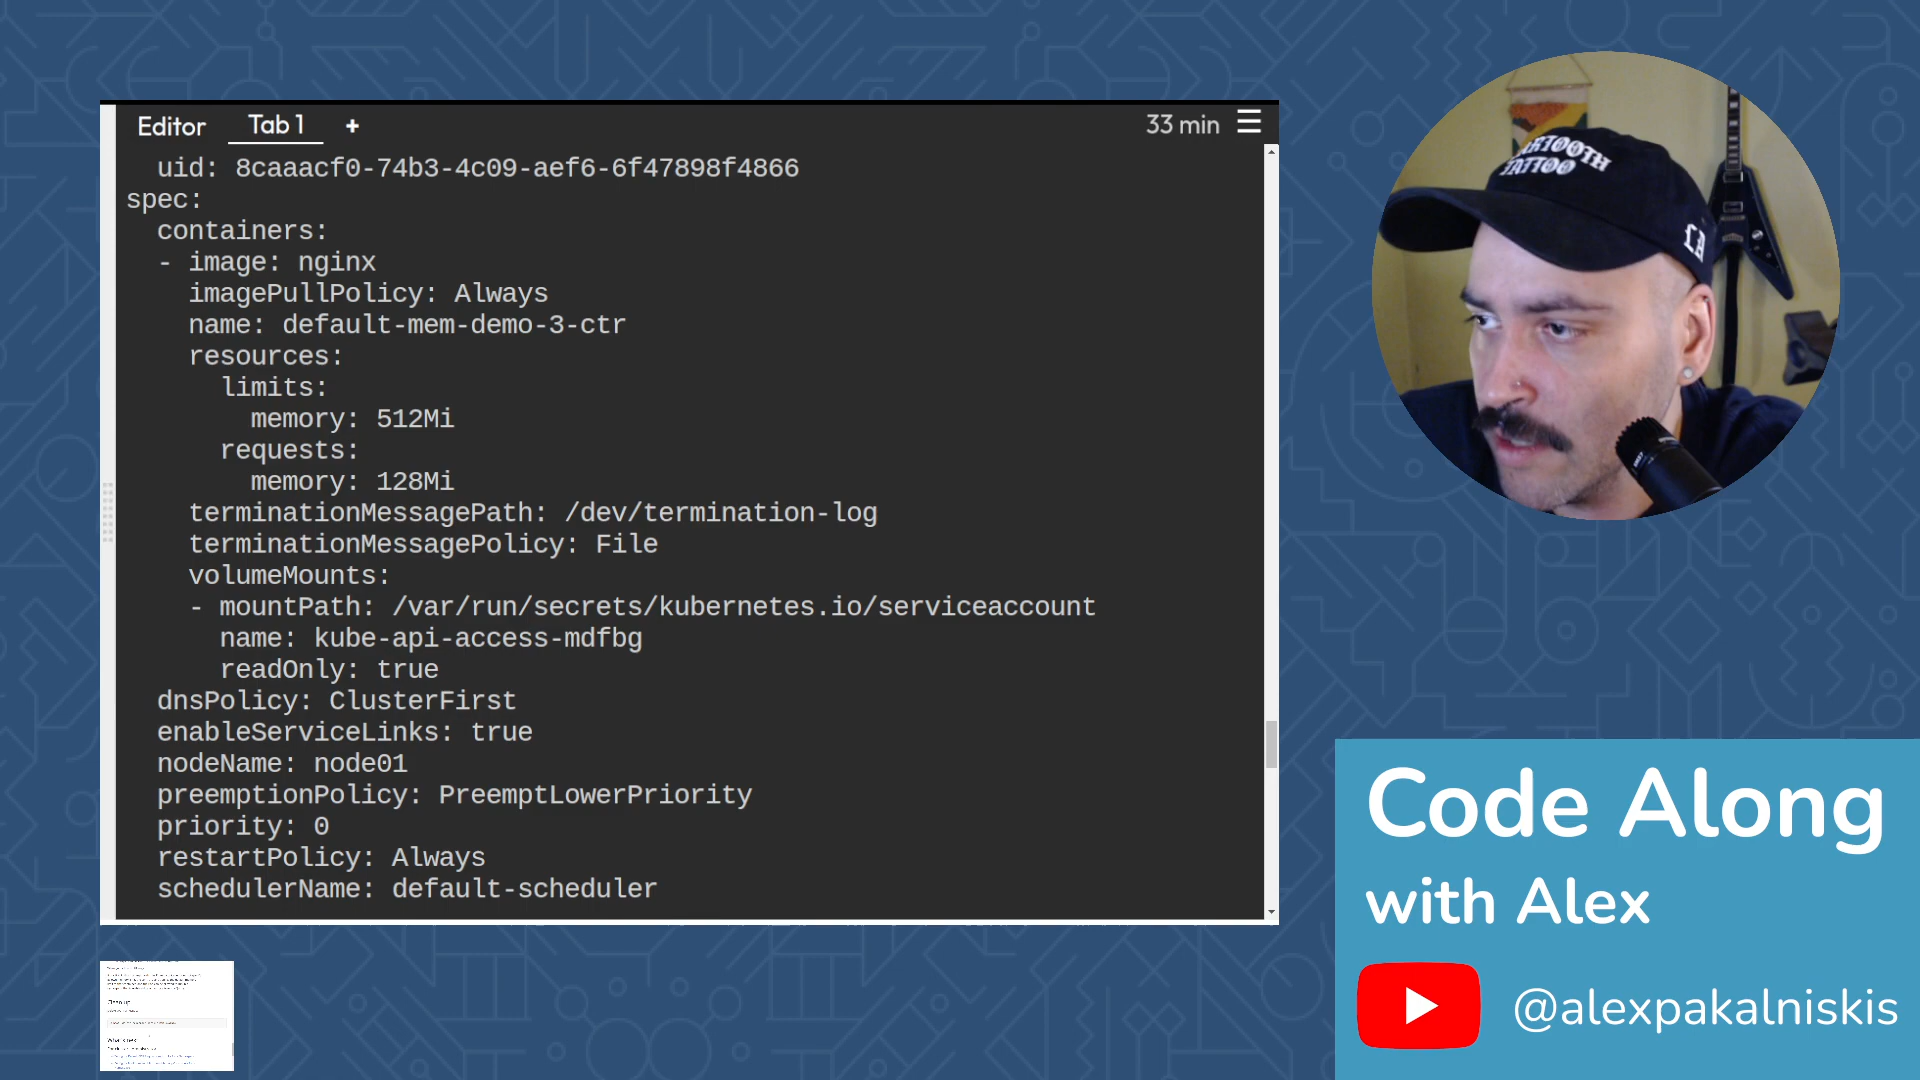 Editor
Tab 1
+
33 min
uid: 8caaacf0-74b3-4c09-aef6-6f47898f4866
spec:
containers:
- image: nginx
imagePullPolicy: Always
name: default-mem-demo-3-ctr
resources:
limits:
memory: 512Mi
requests:
memory: 128Mi
terminationMessagePath: /dev/termination-log
terminationMessagePolicy: File
volumeMounts:
- mountPath: /var/run/secrets/kubernetes.io/serviceaccount
name: kube-api-access-mdfbg
readOnly: true
dnsPolicy: ClusterFirst
enableServiceLinks: true
nodeName: node01
preemptionPolicy: PreemptLowerPriority
priority: 0
restartPolicy: Always
schedulerName: default-scheduler
TATTOO
Code Along
with Alex
@alexpakalniskis